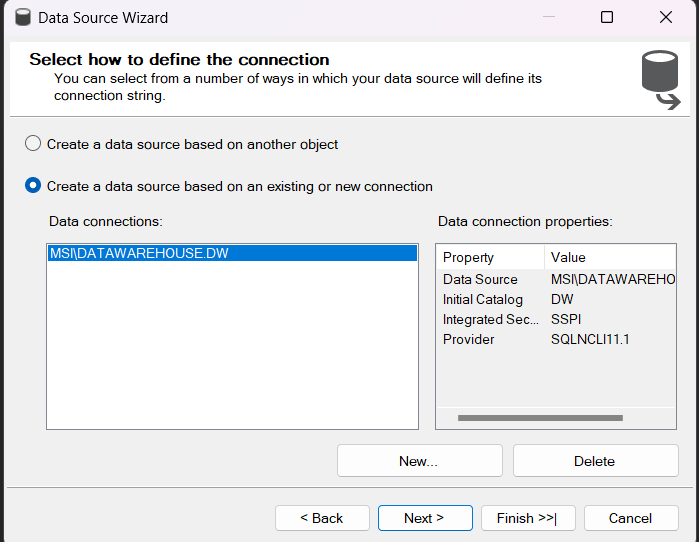 Data Source Wizard
Select how to define the connection
You can select from a number of ways in which your data source will define its
connection string.
Create a data source based on another object
Create a data source based on an existing or new connection
Data connections:
MSI\DATAWAREHOUSE.DW
Data connection properties:
Property Value
Data Source MSI\DATAWAREHO
Initial Catalog DW
Integrated Sec... SSPI
Provider SQLNCLI11.1
New...
Delete
< Back
Next >
Finish >>|
Cancel